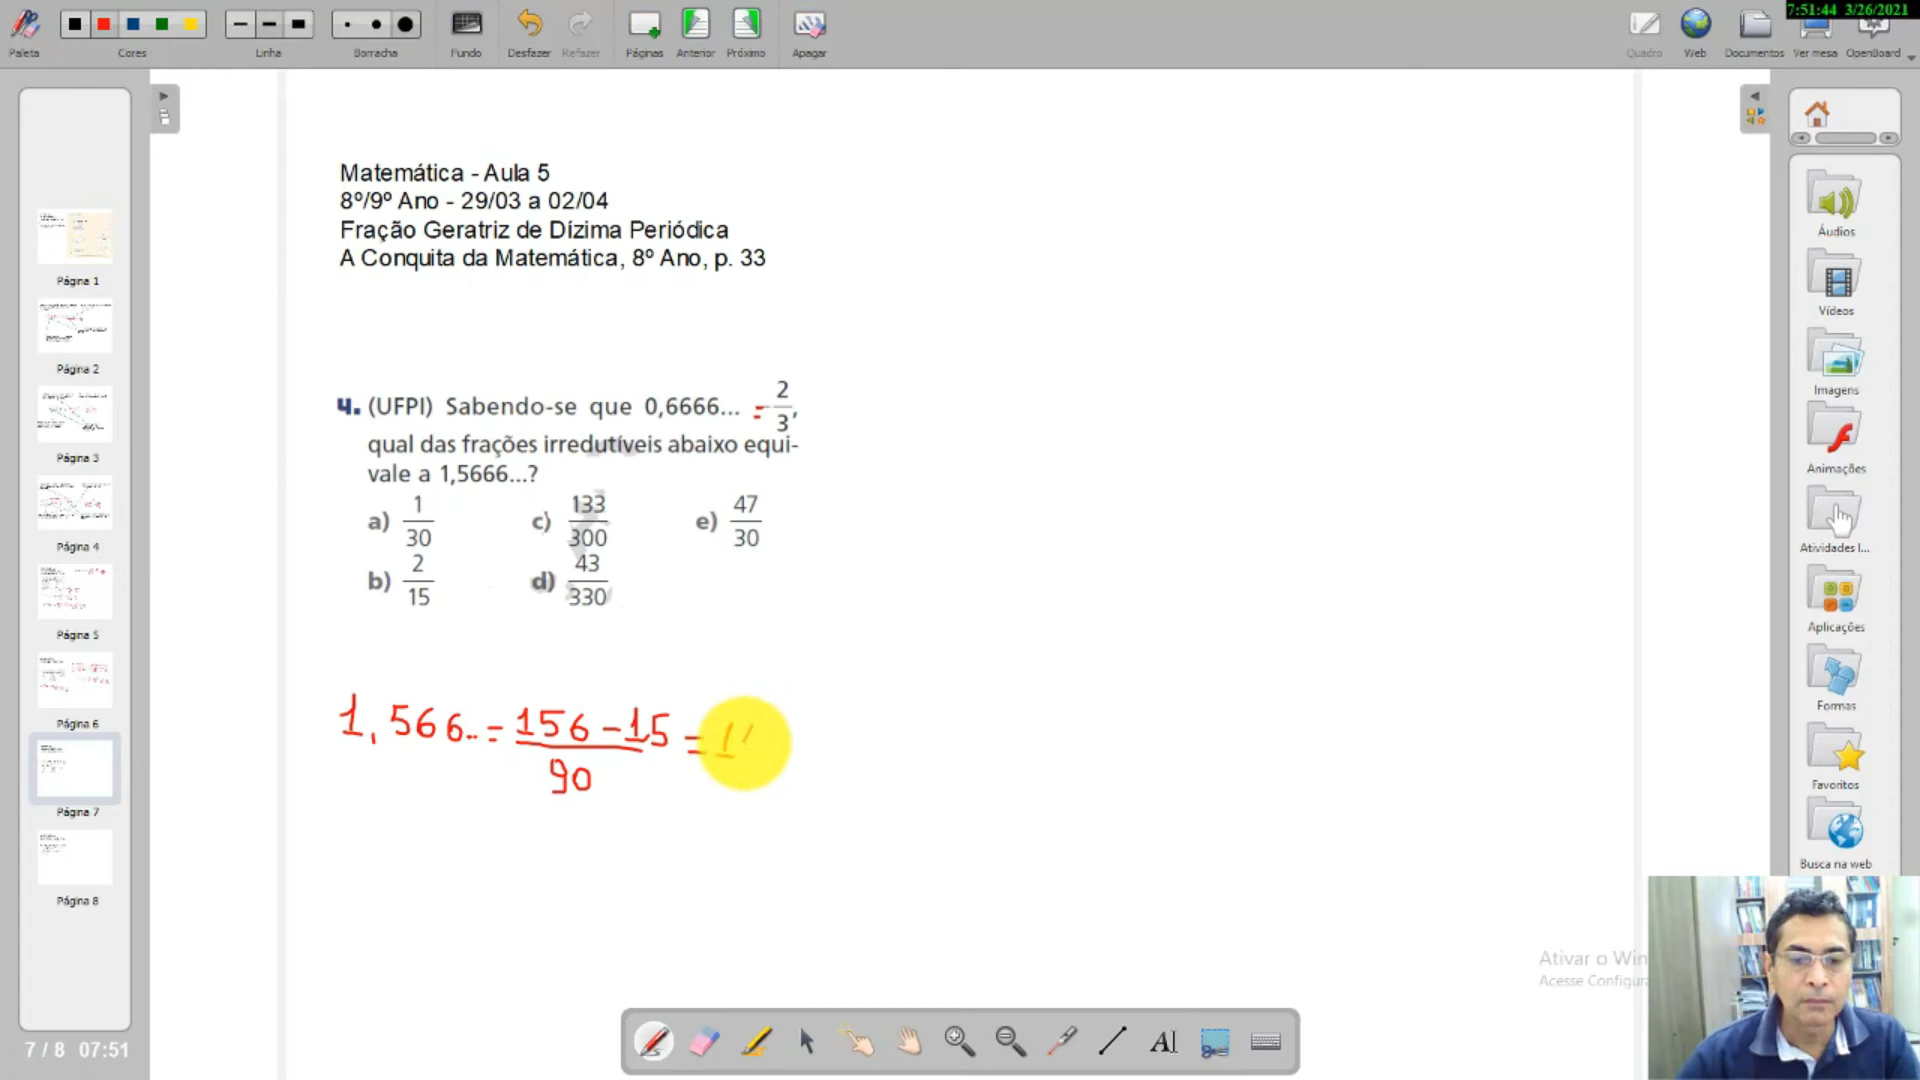 7:51:44 3/26/2021
Paleta
Cores
Linha
Borracha
Fundo
Desfazer
Refazer
Páginas
Anterior
Próximo
Apagar
Quadro
Web
Documentos
Ver mesa
OpenBoard
Matemática - Aula 5
8º/9º Ano - 29/03 a 02/04
Fração Geratriz de Dízima Periódica
A Conquita da Matemática, 8º Ano, p. 33
4. (UFPI) Sabendo-se que 0,6666... = 2/3,
qual das frações irredutíveis abaixo equi-
vale a 1,5666...?
a) 1/30
c) 133/300
e) 47/30
b) 2/15
d) 43/330
1,566.. = 156 - 15 / 90 =
Página 1
Página 2
Página 3
Página 4
Página 5
Página 6
Página 7
Página 8
7 / 8 07:51
Áudios
Vídeos
Imagens
Animações
Atividades I...
Aplicações
Formas
Favoritos
Busca na web
Ativar o Win
Acesse Configura